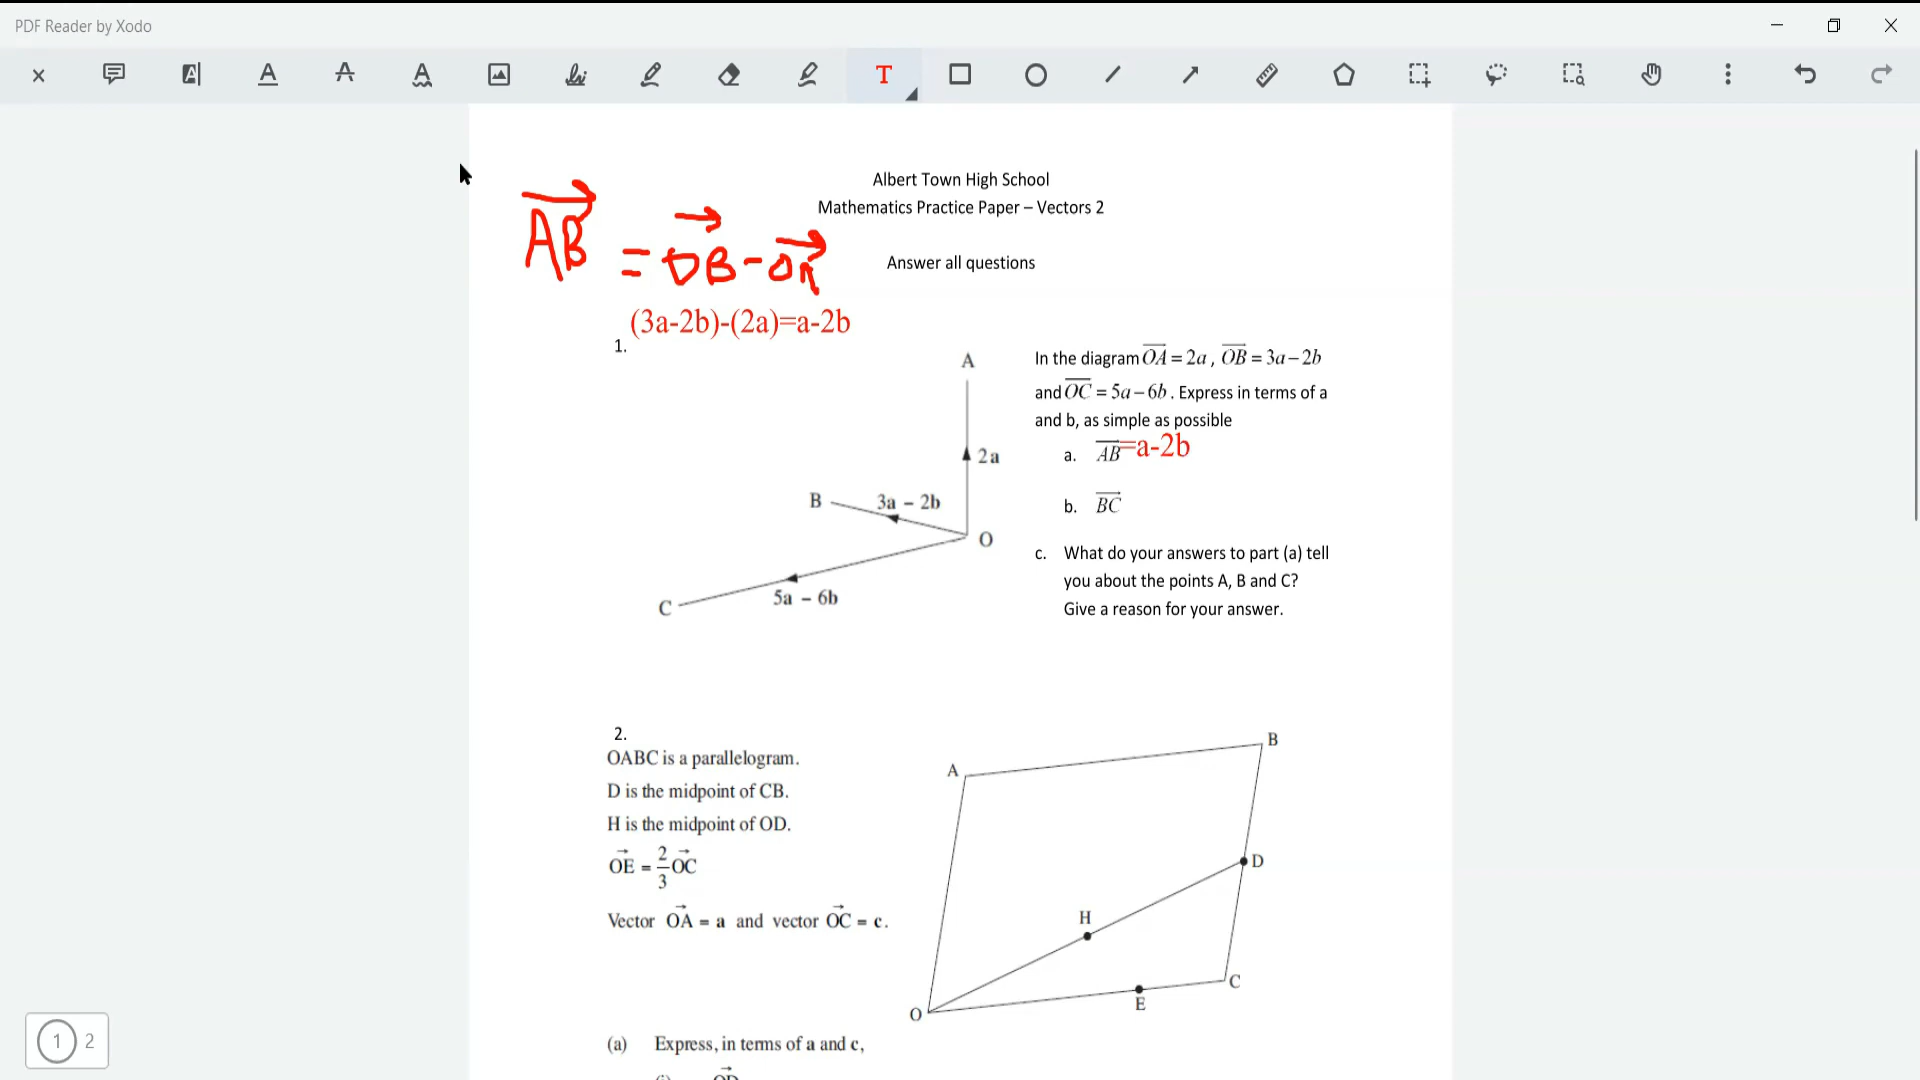 PDF Reader by Xodo
Albert Town High School
Mathematics Practice Paper – Vectors 2
Answer all questions
AB = OB - OA
(3a-2b)-(2a)=a-2b
1.
A
2a
B
3a – 2b
O
C
5a – 6b
In the diagram OA = 2a , OB = 3a – 2b
and OC = 5a – 6b . Express in terms of a
and b, as simple as possible
a. AB =a-2b
b. BC
c. What do your answers to part (a) tell
you about the points A, B and C?
Give a reason for your answer.
2.
OABC is a parallelogram.
D is the midpoint of CB.
H is the midpoint of OD.
OE = 2/3 OC
Vector OA = a and vector OC = c.
A
B
D
H
C
E
O
(a) Express, in terms of a and c,
(i) OD
1 2